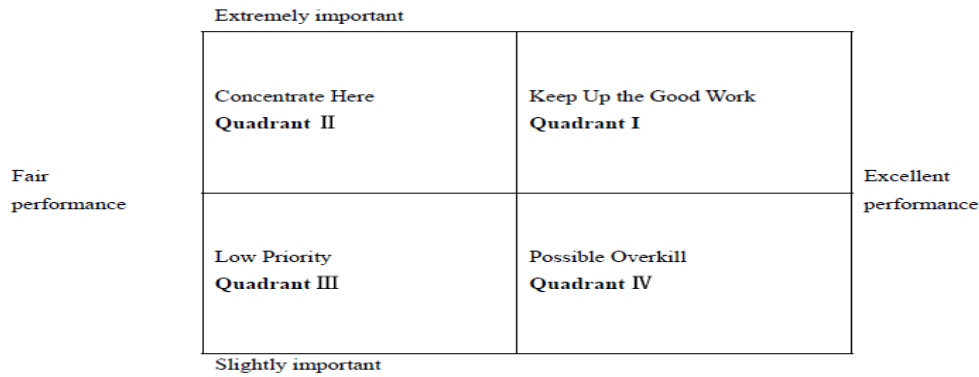 Extremely important
Concentrate Here
Quadrant Ⅱ
Keep Up the Good Work
Quadrant I
Fair
performance
Excellent
performance
Low Priority
Quadrant Ⅲ
Possible Overkill
Quadrant Ⅳ
Slightly important